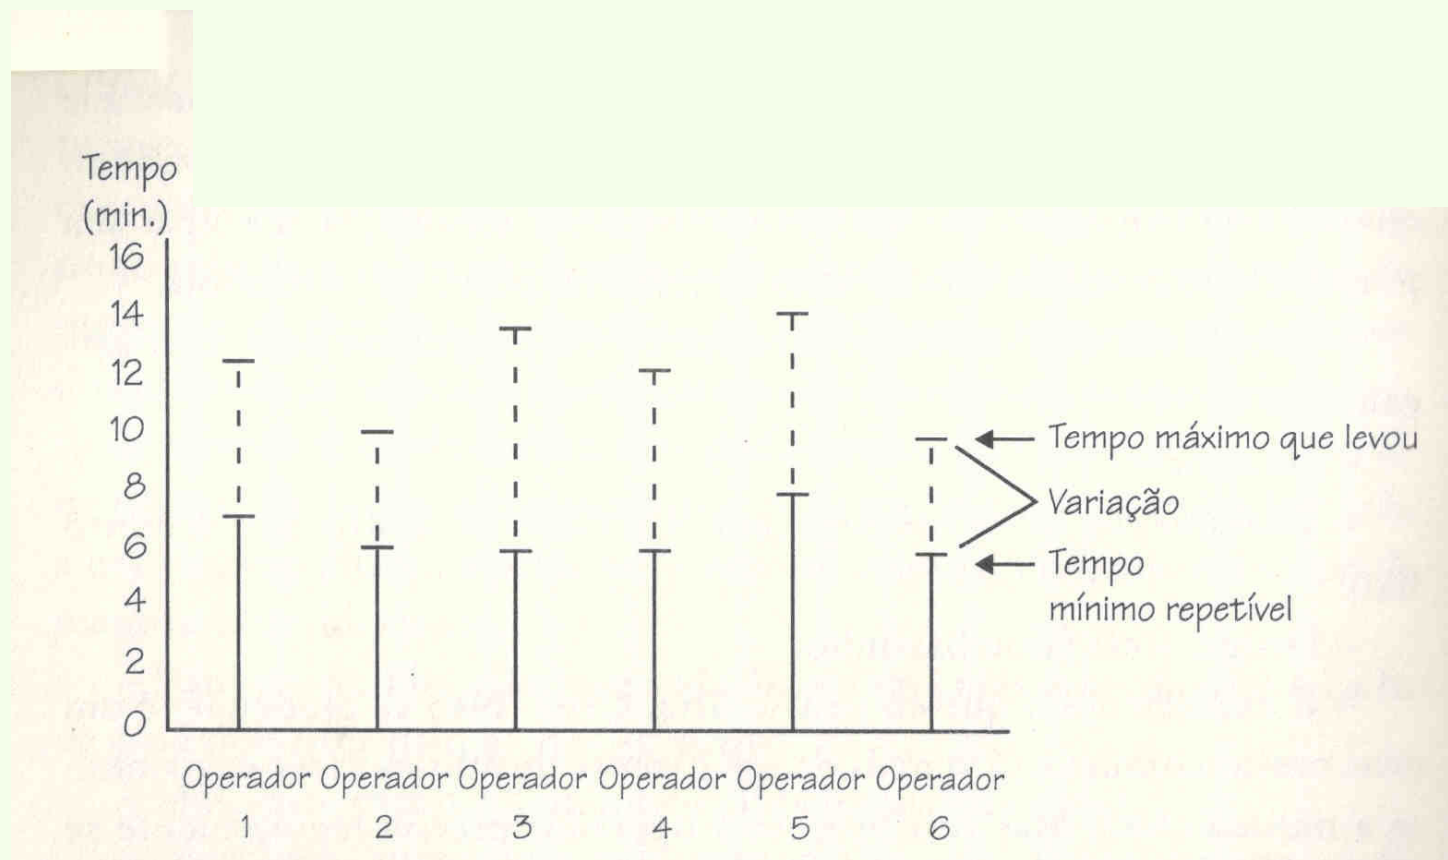 Tempo
(min.)
16
14
12
10
8
6
4
2
0
Tempo máximo que levou
Variação
Tempo
mínimo repetível
Operador Operador Operador Operador Operador Operador
1 2 3 4 5 6